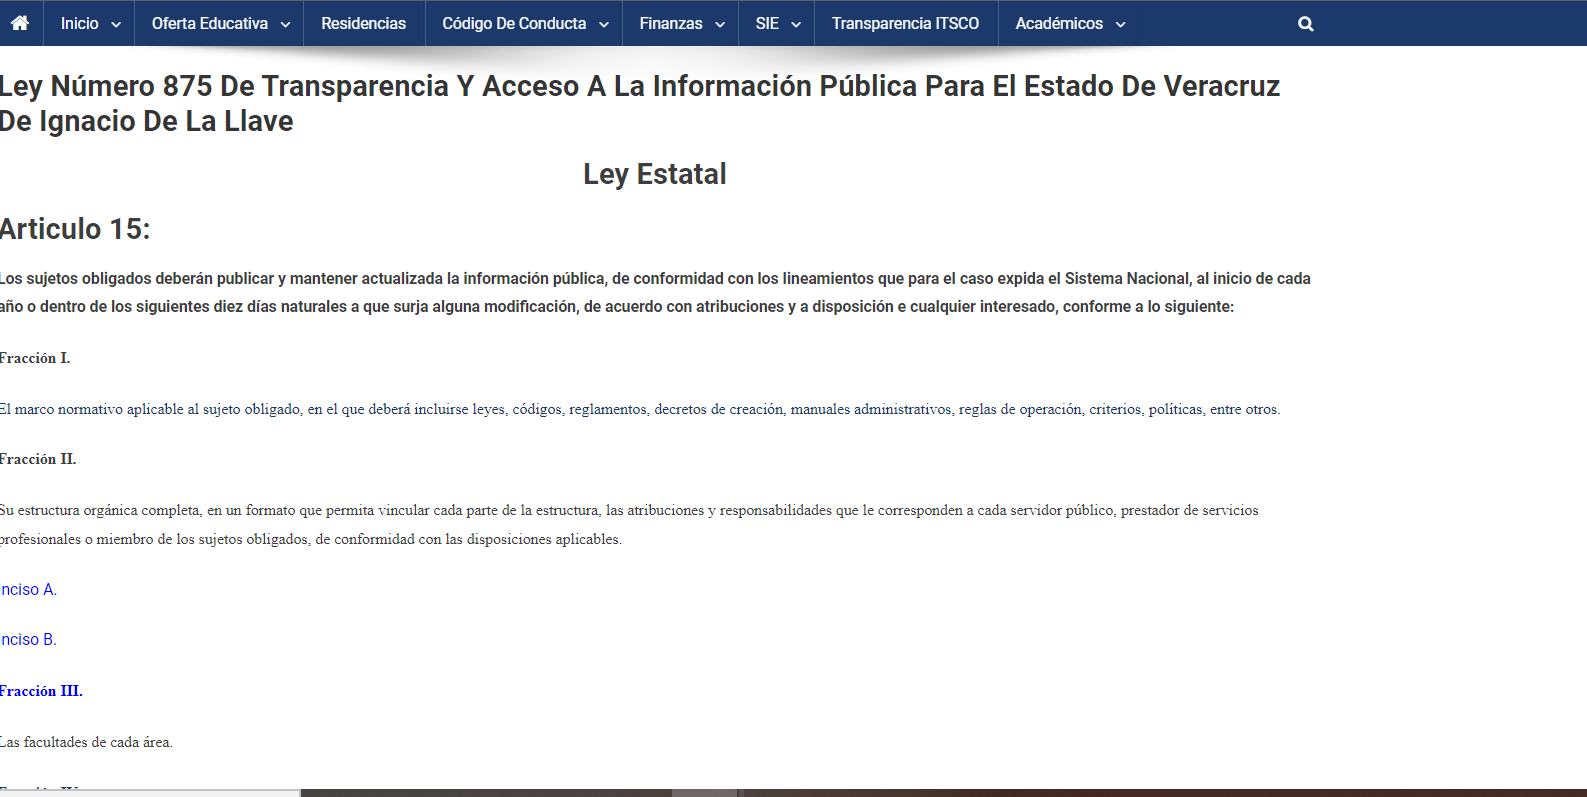 Inicio Oferta Educativa Residencias Código De Conducta Finanzas SIE Transparencia ITSCO Académicos
Ley Número 875 De Transparencia Y Acceso A La Información Pública Para El Estado De Veracruz
De Ignacio De La Llave
Ley Estatal
Articulo 15:
Los sujetos obligados deberán publicar y mantener actualizada la información pública, de conformidad con los lineamientos que para el caso expida el Sistema Nacional, al inicio de cada
año o dentro de los siguientes diez días naturales a que surja alguna modificación, de acuerdo con atribuciones y a disposición e cualquier interesado, conforme a lo siguiente:
Fracción I.
El marco normativo aplicable al sujeto obligado, en el que deberá incluirse leyes, códigos, reglamentos, decretos de creación, manuales administrativos, reglas de operación, criterios, políticas, entre otros.
Fracción II.
Su estructura orgánica completa, en un formato que permita vincular cada parte de la estructura, las atribuciones y responsabilidades que le corresponden a cada servidor público, prestador de servicios
profesionales o miembro de los sujetos obligados, de conformidad con las disposiciones aplicables.
Inciso A.
Inciso B.
Fracción III.
Las facultades de cada área.